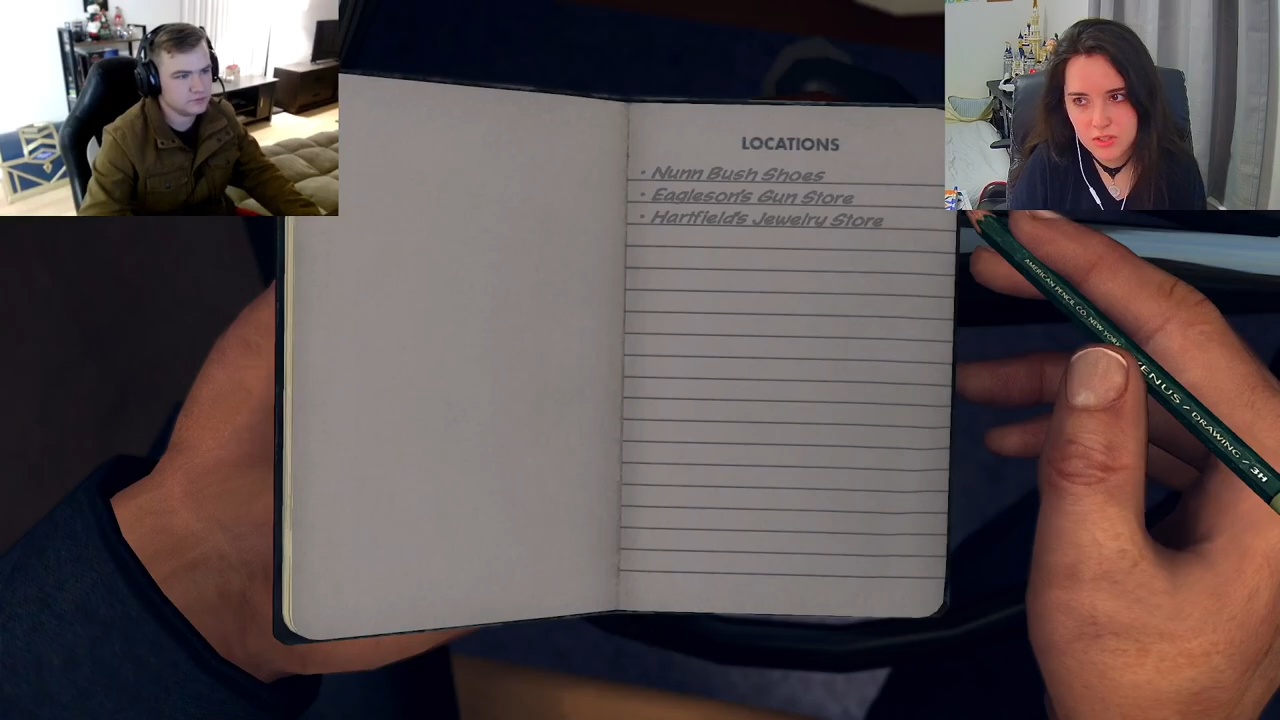 LOCATIONS
· Nunn Bush Shoes
· Eagleson's Gun Store
· Hartfield's Jewelry Store
AMERICAN PENCIL CO. NEW YORK
VENUS / DRAWING / 3H